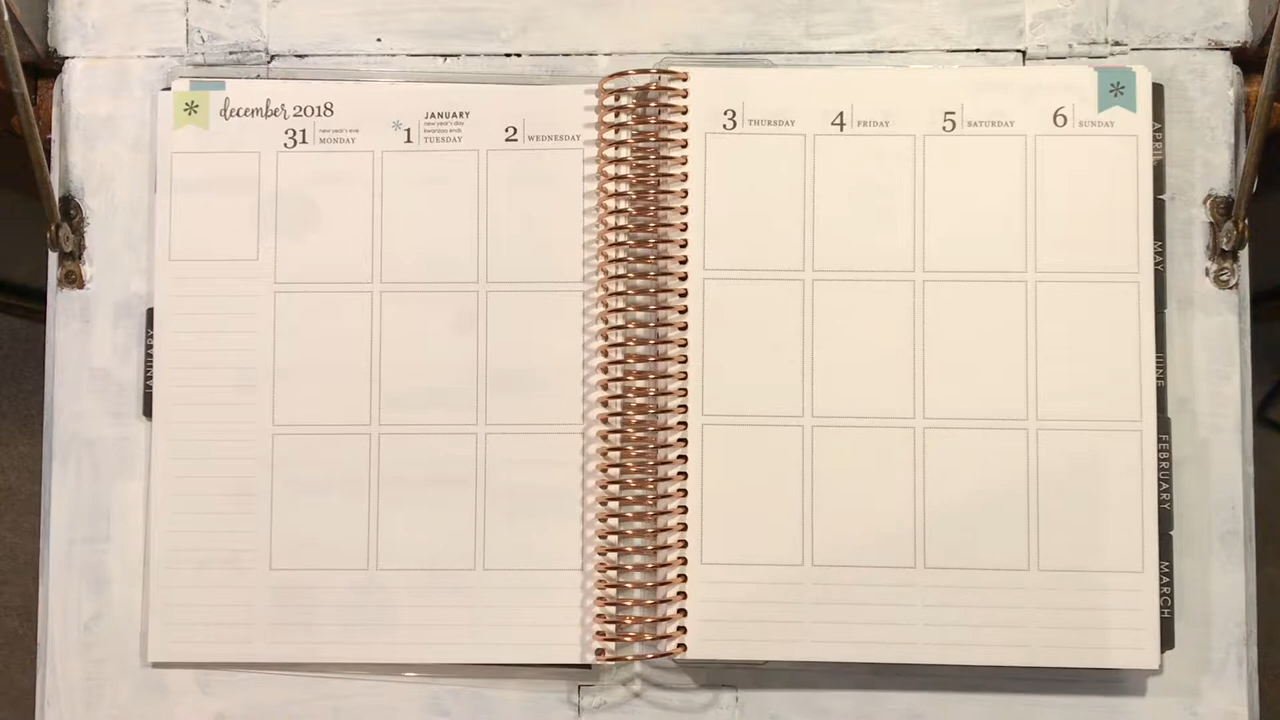 december 2018
31 new year's eve
MONDAY
JANUARY
* 1 new year's day
kwanzaa ends
TUESDAY
2 WEDNESDAY
3 THURSDAY
4 FRIDAY
5 SATURDAY
6 SUNDAY
JANUARY
APRIL
MAY
JUNE
FEBRUARY
MARCH